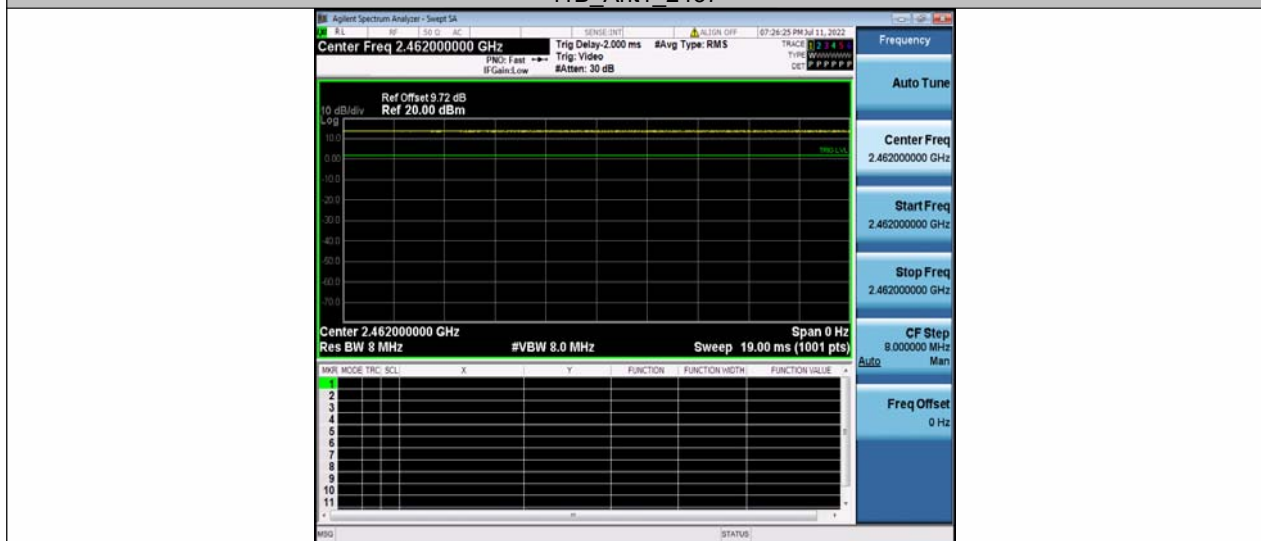 Agilent Spectrum Analyzer - Swept SA
RL RF 50 Ω AC SENSE:INT ALIGN OFF 07:26:25 PM Jul 11, 2022
Center Freq 2.462000000 GHz
PNO: Fast
IFGain:Low
Trig Delay-2.000 ms
Trig: Video
#Atten: 30 dB
#Avg Type: RMS
TRACE 1 2 3 4 5 6
TYPE
DET P P P P P P
Ref Offset 9.72 dB
10 dB/div Ref 20.00 dBm
Log
10.0
TRIG LVL
0.00
-10.0
-20.0
-30.0
-40.0
-50.0
-60.0
-70.0
Center 2.462000000 GHz Span 0 Hz
Res BW 8 MHz #VBW 8.0 MHz Sweep 19.00 ms (1001 pts)
MKR MODE TRC SCL X Y FUNCTION FUNCTION WIDTH FUNCTION VALUE
1
2
3
4
5
6
7
8
9
10
11
MSG STATUS
Frequency
Auto Tune
Center Freq
2.462000000 GHz
Start Freq
2.462000000 GHz
Stop Freq
2.462000000 GHz
CF Step
8.000000 MHz
Auto Man
Freq Offset
0 Hz